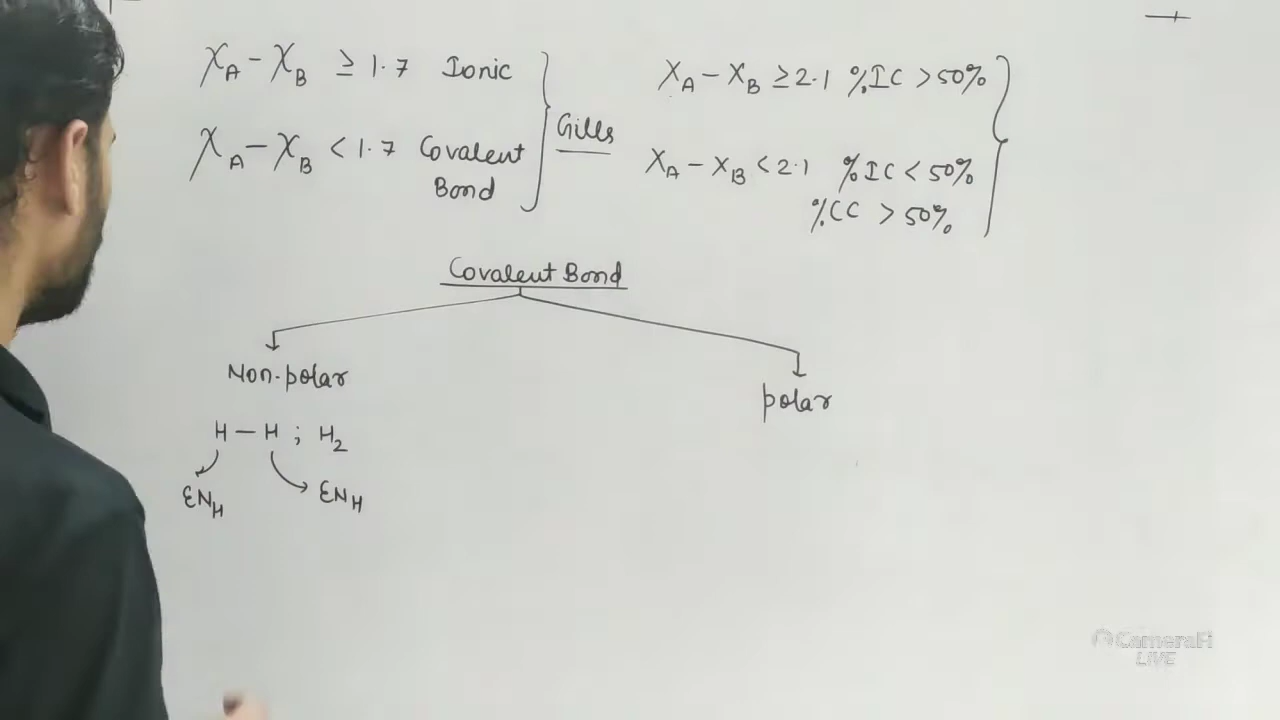 χA - χB ≥ 1.7 Ionic
χA - χB < 1.7 Covalent
Bond
Gills
XA - XB ≥ 2.1 %IC > 50%
XA - XB < 2.1 %IC < 50%
%CC > 50%
Covalent Bond
Non-polar
polar
H - H ; H2
ENH
ENH
CameraFi
LIVE